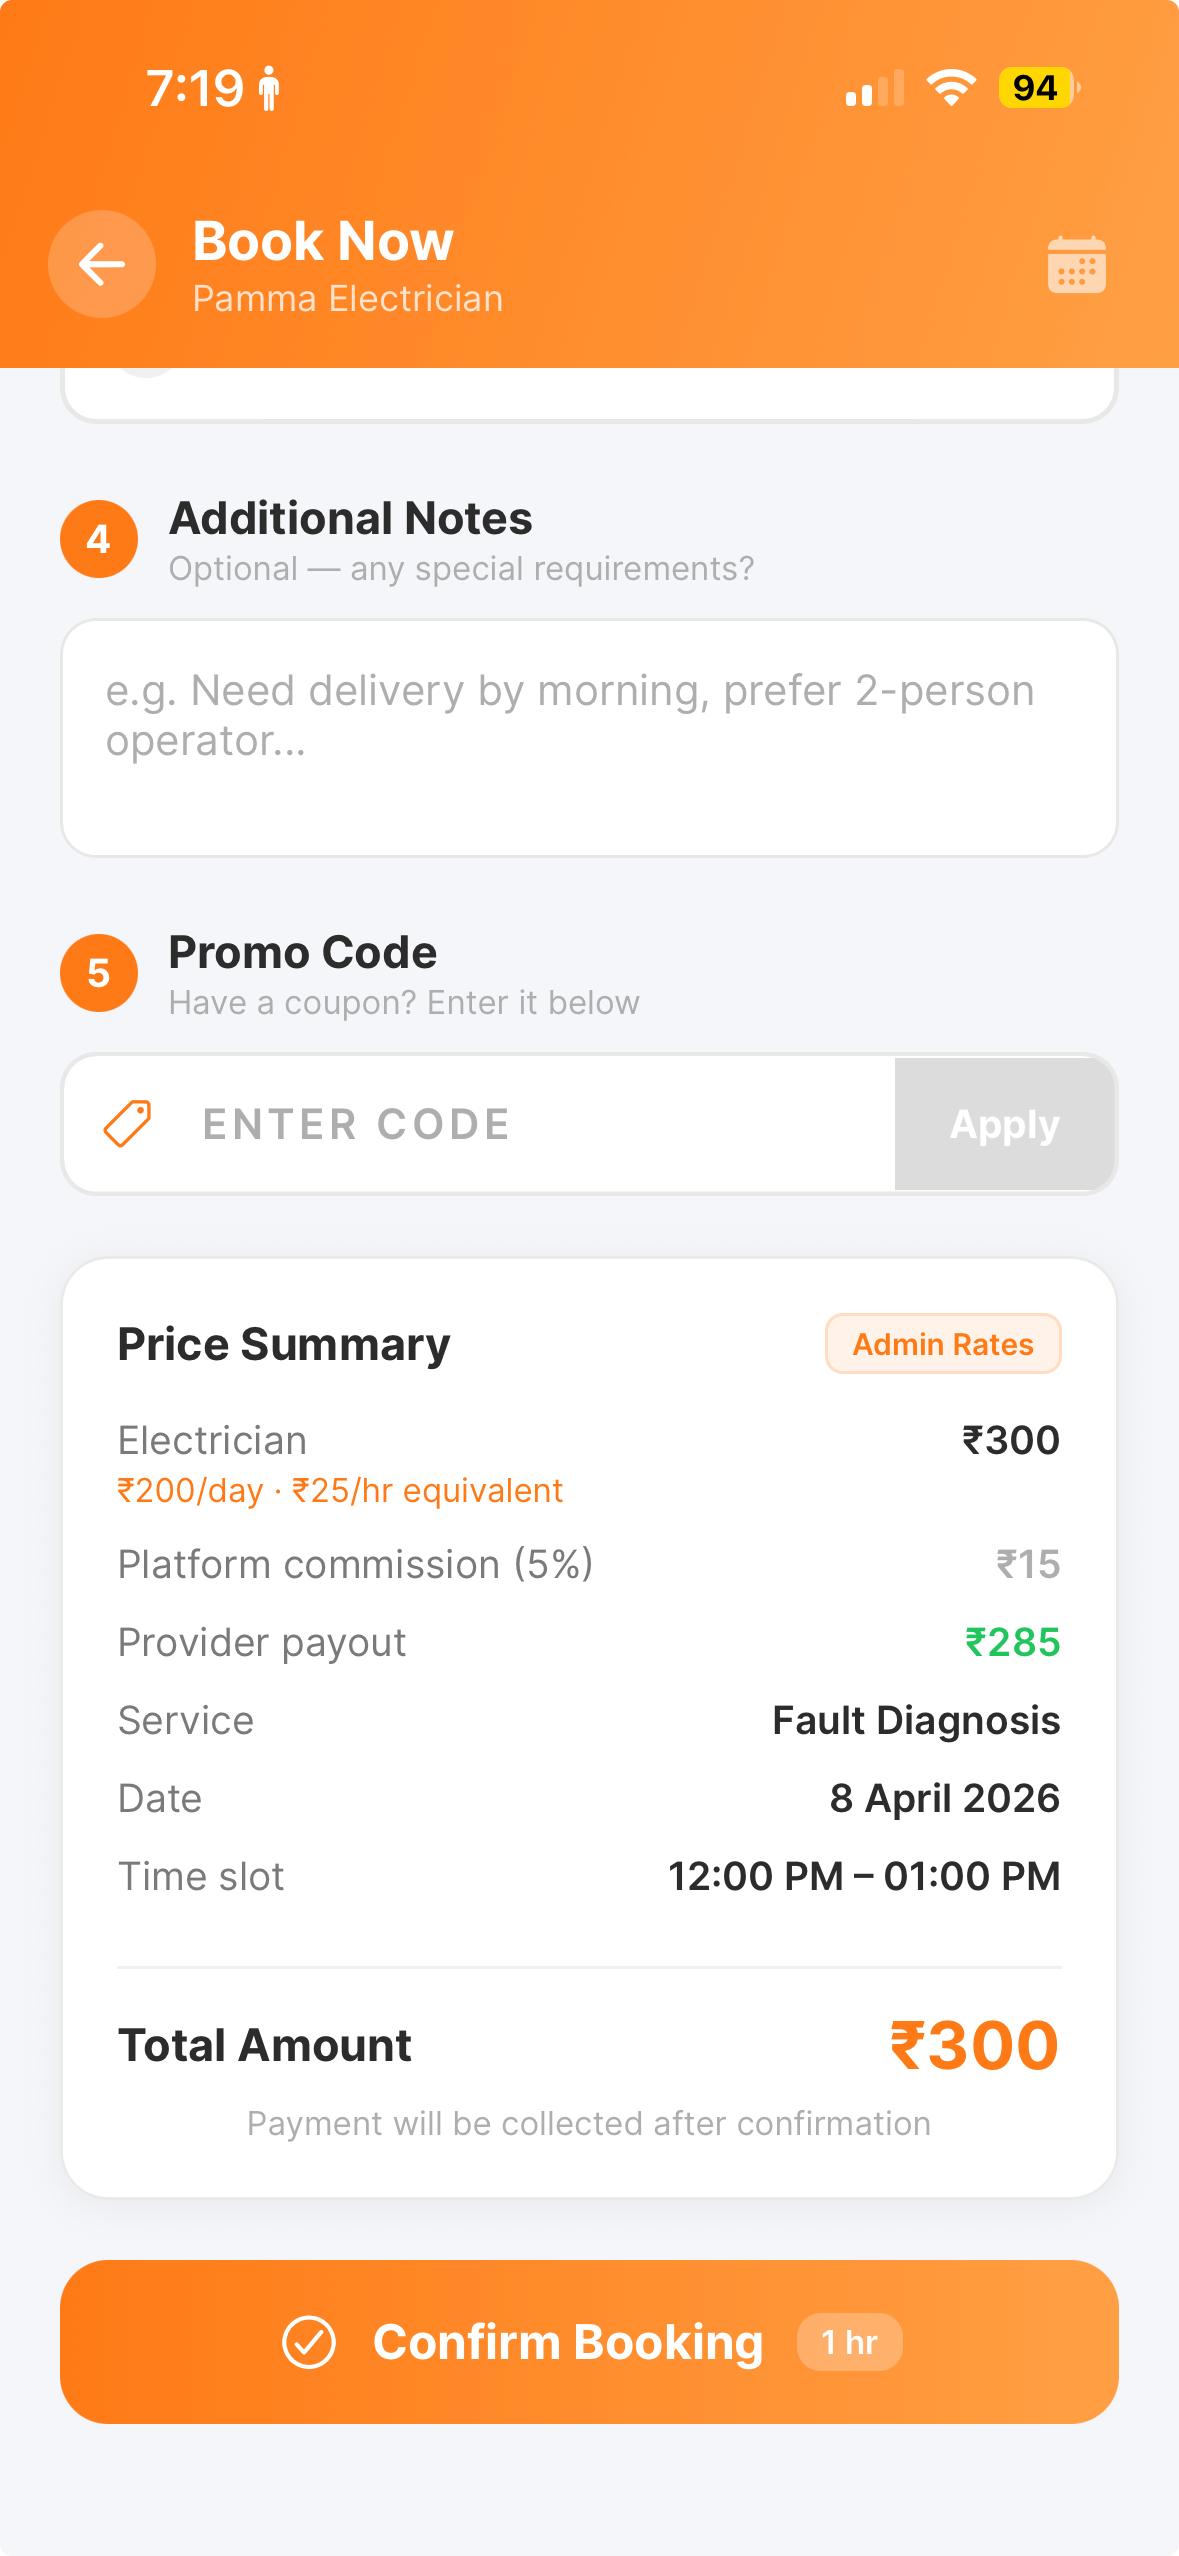 7:19
94
Book Now
Pamma Electrician
4
Additional Notes
Optional — any special requirements?
e.g. Need delivery by morning, prefer 2-person
operator...
5
Promo Code
Have a coupon? Enter it below
ENTER CODE
Apply
Price Summary
Admin Rates
Electrician
₹300
₹200/day · ₹25/hr equivalent
Platform commission (5%)
₹15
Provider payout
₹285
Service
Fault Diagnosis
Date
8 April 2026
Time slot
12:00 PM – 01:00 PM
Total Amount
₹300
Payment will be collected after confirmation
Confirm Booking
1 hr